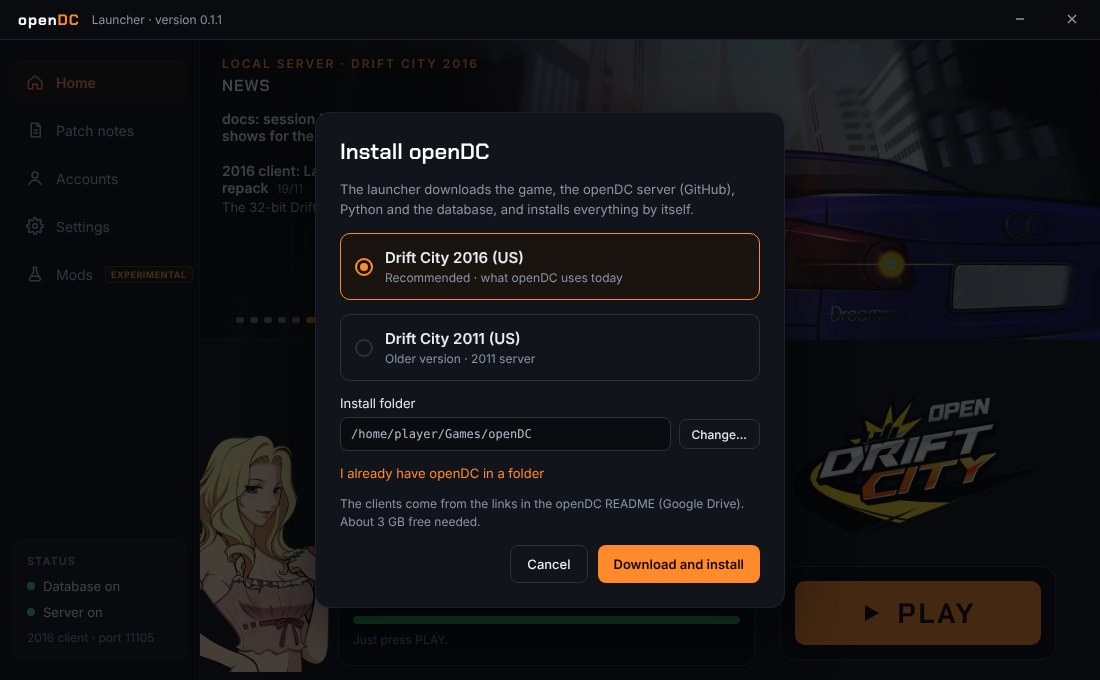 openDC Launcher · version 0.1.1
Home
Patch notes
Accounts
Settings
Mods EXPERIMENTAL
STATUS
Database on
Server on
2016 client · port 11105
LOCAL SERVER · DRIFT CITY 2016
NEWS
docs: session
shows for the
2016 client: La
repack 19/11
The 32-bit Drift
Install openDC
The launcher downloads the game, the openDC server (GitHub),
Python and the database, and installs everything by itself.
Drift City 2016 (US)
Recommended · what openDC uses today
Drift City 2011 (US)
Older version · 2011 server
Install folder
/home/player/Games/openDC
Change...
I already have openDC in a folder
The clients come from the links in the openDC README (Google Drive).
About 3 GB free needed.
Cancel
Download and install
Just press PLAY.
Dream
OPEN
DRIFT
CITY
PLAY